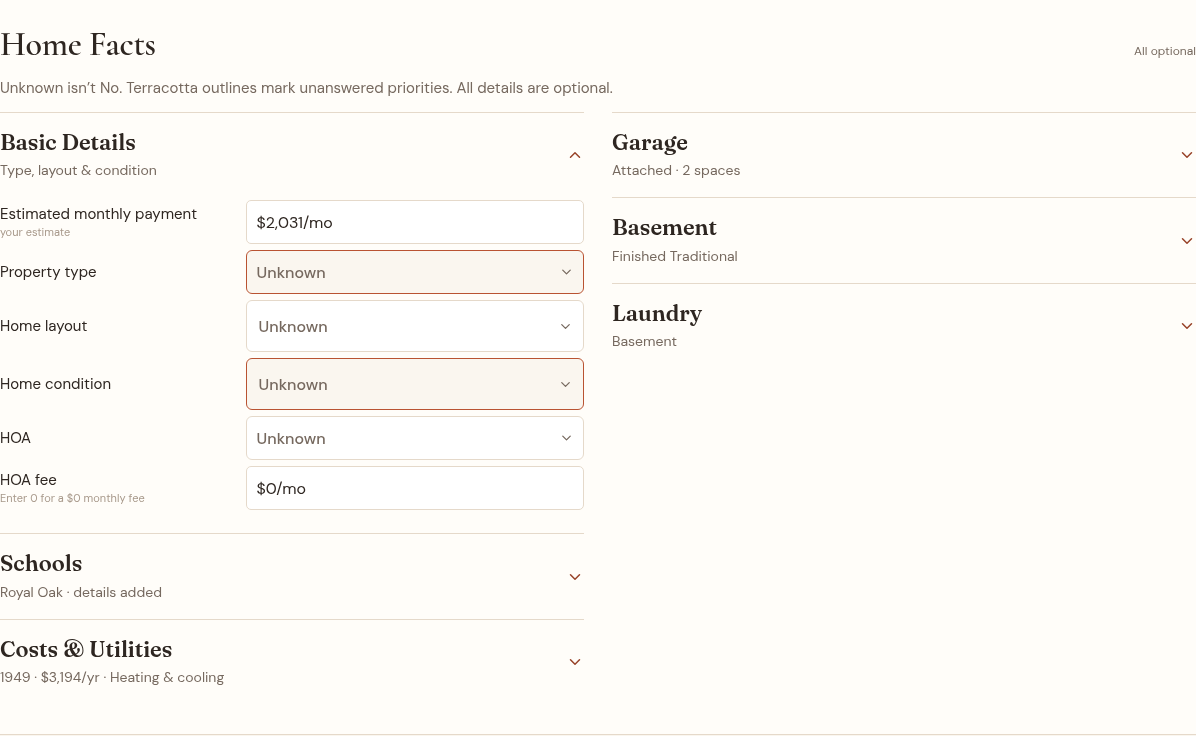 Home Facts
All optional
Unknown isn’t No. Terracotta outlines mark unanswered priorities. All details are optional.
Basic Details
Type, layout & condition
Estimated monthly payment
your estimate
$2,031/mo
Property type
Unknown
Home layout
Unknown
Home condition
Unknown
HOA
Unknown
HOA fee
Enter 0 for a $0 monthly fee
$0/mo
Schools
Royal Oak · details added
Costs & Utilities
1949 · $3,194/yr · Heating & cooling
Garage
Attached · 2 spaces
Basement
Finished Traditional
Laundry
Basement